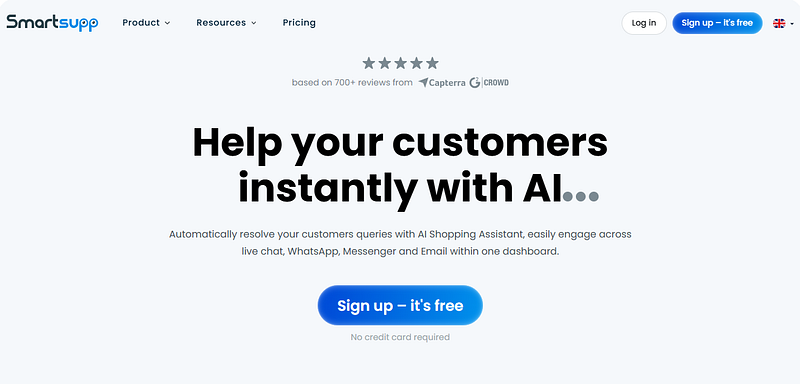 Smartsupp Product Resources Pricing Log in Sign up – it's free
based on 700+ reviews from Capterra G CROWD
Help your customers
instantly with AI...
Automatically resolve your customers queries with AI Shopping Assistant, easily engage across
live chat, WhatsApp, Messenger and Email within one dashboard.
Sign up – it's free
No credit card required